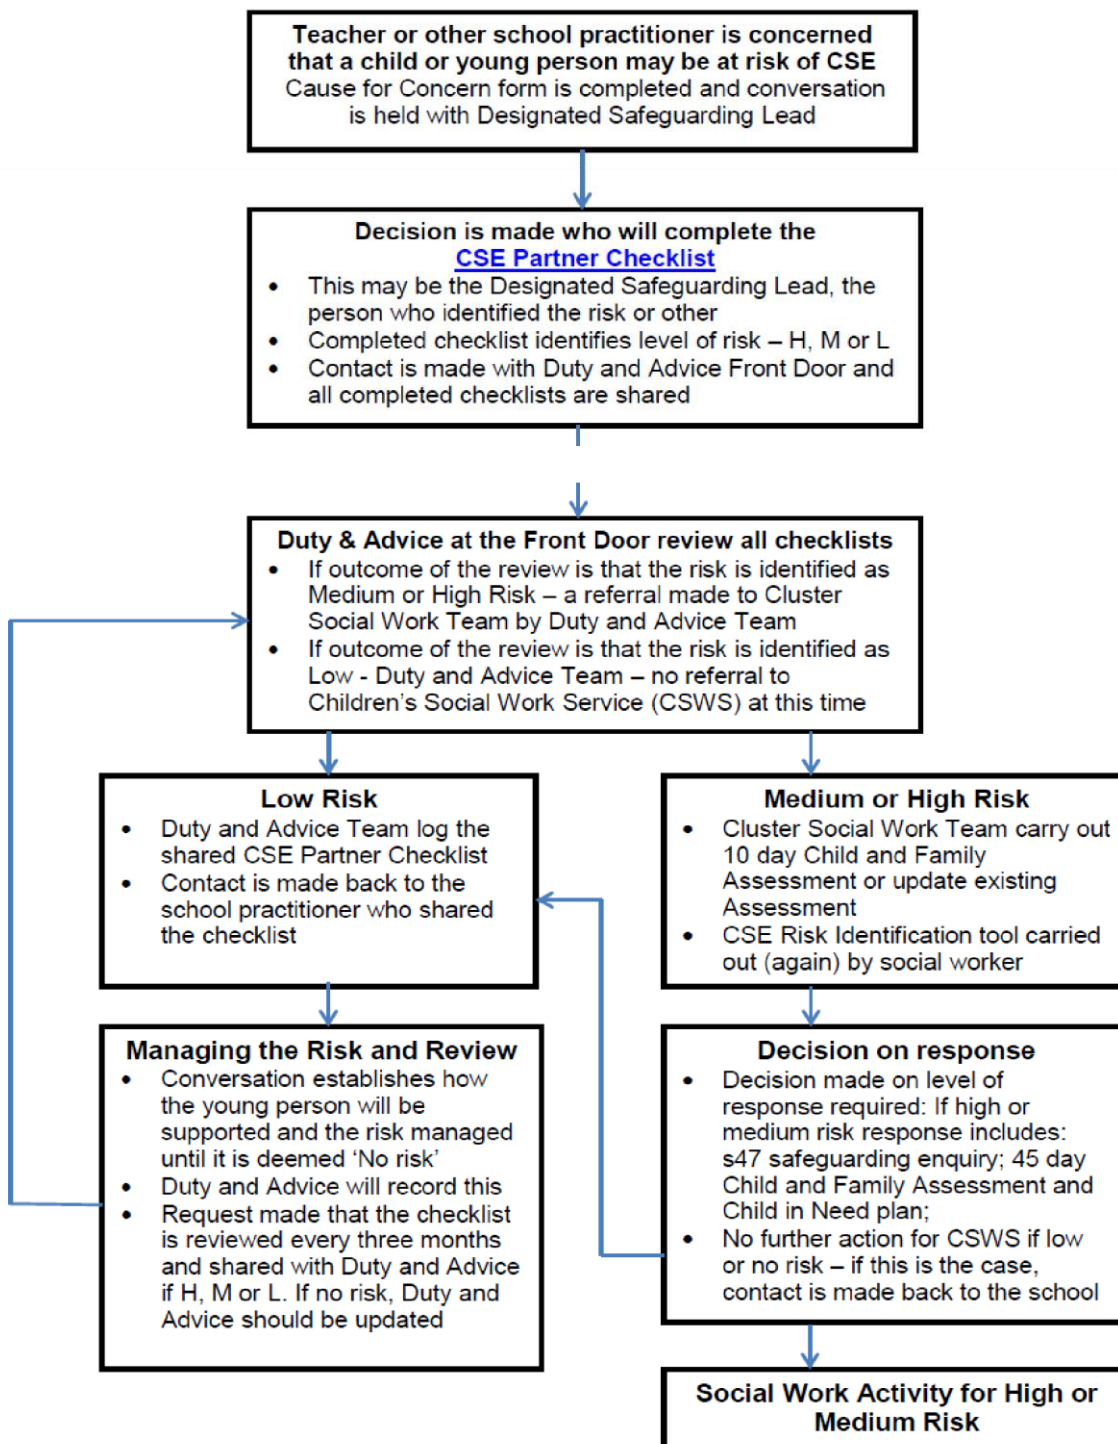 Teacher or other school practitioner is concerned
that a child or young person may be at risk of CSE
Cause for Concern form is completed and conversation
is held with Designated Safeguarding Lead
Decision is made who will complete the
CSE Partner Checklist
• This may be the Designated Safeguarding Lead, the
person who identified the risk or other
• Completed checklist identifies level of risk – H, M or L
• Contact is made with Duty and Advice Front Door and
all completed checklists are shared
Duty & Advice at the Front Door review all checklists
• If outcome of the review is that the risk is identified as
Medium or High Risk – a referral made to Cluster
Social Work Team by Duty and Advice Team
• If outcome of the review is that the risk is identified as
Low - Duty and Advice Team – no referral to
Children's Social Work Service (CSWS) at this time
Low Risk
• Duty and Advice Team log the
shared CSE Partner Checklist
• Contact is made back to the
school practitioner who shared
the checklist
Medium or High Risk
• Cluster Social Work Team carry out
10 day Child and Family
Assessment or update existing
Assessment
• CSE Risk Identification tool carried
out (again) by social worker
Managing the Risk and Review
• Conversation establishes how
the young person will be
supported and the risk managed
until it is deemed 'No risk'
• Duty and Advice will record this
• Request made that the checklist
is reviewed every three months
and shared with Duty and Advice
if H, M or L. If no risk, Duty and
Advice should be updated
Decision on response
• Decision made on level of
response required: If high or
medium risk response includes:
s47 safeguarding enquiry; 45 day
Child and Family Assessment and
Child in Need plan;
• No further action for CSWS if low
or no risk – if this is the case,
contact is made back to the school
Social Work Activity for High or
Medium Risk